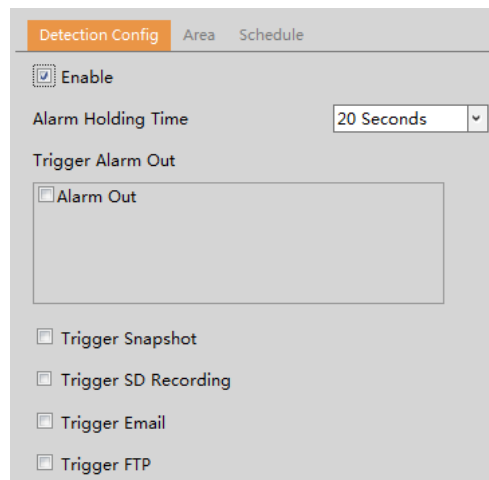 Detection Config Area Schedule
Enable
Alarm Holding Time 20 Seconds
Trigger Alarm Out
Alarm Out
Trigger Snapshot
Trigger SD Recording
Trigger Email
Trigger FTP